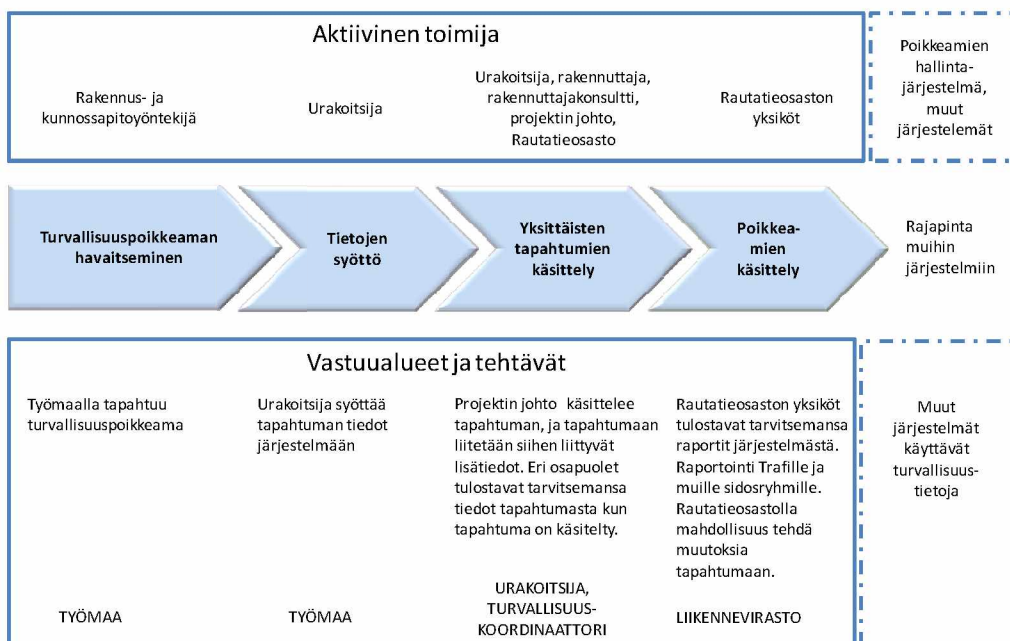 Aktiivinen toimija
Rakennus- ja
kunnossapitoyöntekijä
Urakoitsija
Urakoitsija, rakennuttaja,
rakennuttajakonsultti,
projektin johto,
Rautatieosasto
Rautatieosaston
yksiköt
Poikkeamien
hallinta-
järjestelmä,
muut
järjestelemät
Turvallisuuspoikkeaman
havaitseminen
Tietojen
syöttö
Yksittäisten
tapahtumien
käsittely
Poikkea-
mien
käsittely
Rajapinta
muihin
järjestelmiin
Vastuualueet ja tehtävät
Työmaalla tapahtuu
turvallisuuspoikkeama
TYÖMAA
Urakoitsija syöttää
tapahtuman tiedot
järjestelmään
TYÖMAA
Projektin johto käsittelee
tapahtuman, ja tapahtumaan
liitetään siihen liittyvät
lisätiedot. Eri osapuolet
tulostavat tarvitsemansa
tiedot tapahtumasta kun
tapahtuma on käsitelty.
URAKOITSIJA,
TURVALLISUUS-
KOORDINAATTORI
Rautatieosaston yksiköt
tulostavat tarvitsemansa
raportit järjestelmästä.
Raportointi Trafille ja
muille sidosryhmille.
Rautatieosastolla
mahdollisuus tehdä
muutoksia
tapahtumaan.
LIIKENNEVIRASTO
Muut
järjestelmät
käyttävät
turvallisuus-
tietoja